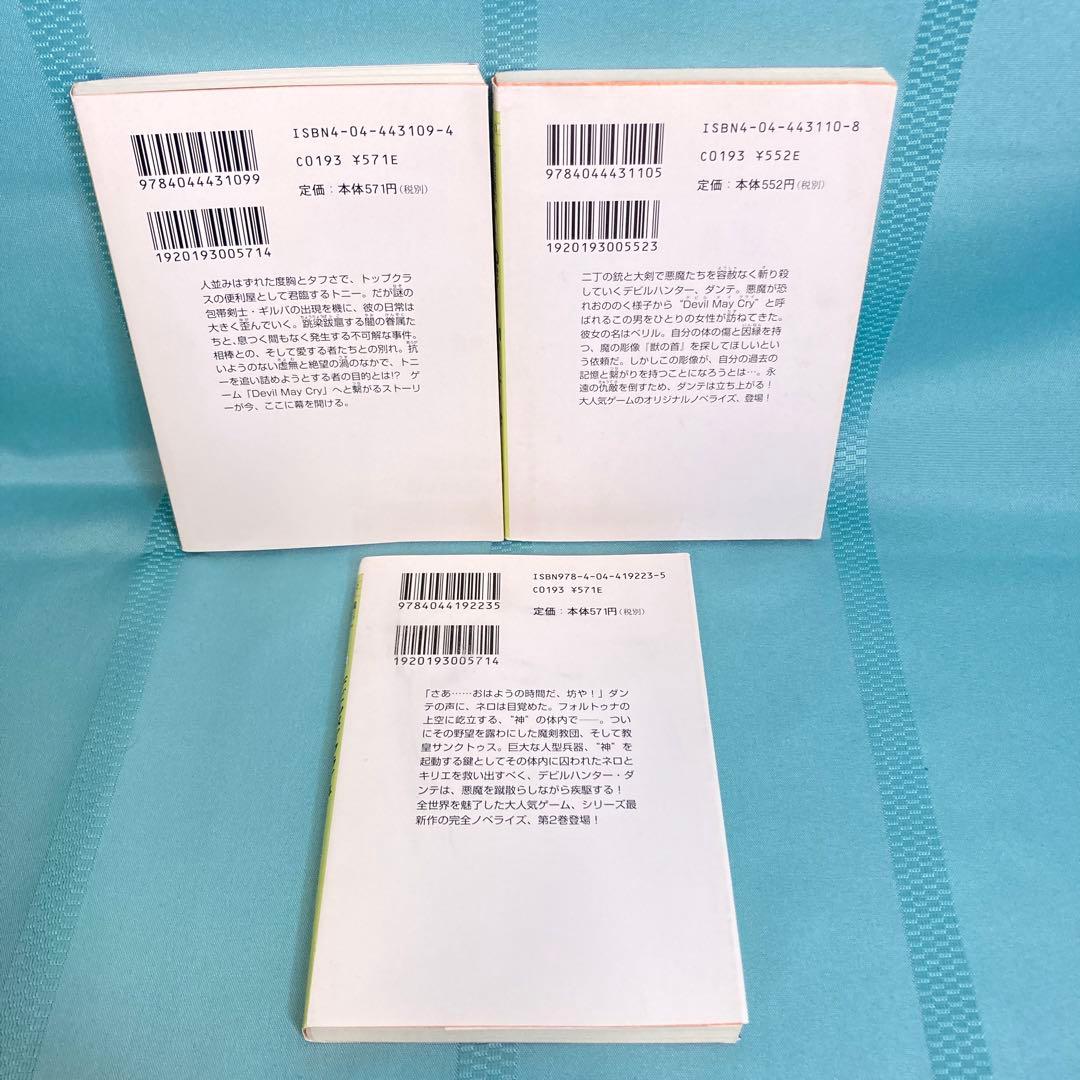 ISBN4-04-443109-4
9784044431099
C0193 ¥571E
定価：本体571円(税別)
1920193005714
人並みはずれた度胸とタフさで、トップクラ
スの便利屋として君臨するトニー。だが謎の
包帯剣士・ギルバの出現を機に、彼の日常は
大きく歪んでいく。跳梁跋扈する闇の眷属た
ちと、息つく間もなく発生する不可解な事件。
相棒との、そして愛する者たちとの別れ。抗
いようのない虚無と絶望の渦のなかで、トニ
ーを追い詰めようとする者の目的とは!? ゲ
ーム「Devil May Cry」へと繋がるストーリ
ーが今、ここに幕を開ける。
ISBN4-04-443110-8
9784044431105
C0193 ¥552E
定価：本体552円(税別)
1920193005523
二丁の銃と大剣で悪魔たちを容赦なく斬り殺
していくデビルハンター、ダンテ。悪魔が恐
れおののく様子から“Devil May Cry”と呼
ばれるこの男をひとりの女性が訪ねてきた。
彼女の名はベリル。自分の体の傷と因縁を持
つ、魔の彫像『獣の首』を探してほしいとい
う依頼だ。しかしこの彫像が、自分の過去の
記憶と繋がりを持つことになろうとは…。永
遠の仇敵を倒すため、ダンテは立ち上がる！
大人気ゲームのオリジナルノベライズ、登場！
ISBN978-4-04-419223-5
9784044192235
C0193 ¥571E
定価：本体571円(税別)
1920193005714
「さあ……おはようの時間だ、坊や！」ダン
テの声に、ネロは目覚めた。フォルトゥナの
上空に屹立する、“神”の体内で——。つい
にその野望を露わにした魔剣教団、そして教
皇サンクトゥス。巨大な人型兵器、“神”を
起動する鍵としてその体内に囚われたネロと
キリエを救い出すべく、デビルハンター・ダ
ンテは、悪魔を蹴散らしながら疾駆する！
全世界を魅了した大人気ゲーム、シリーズ最
新作の完全ノベライズ、第2巻登場！